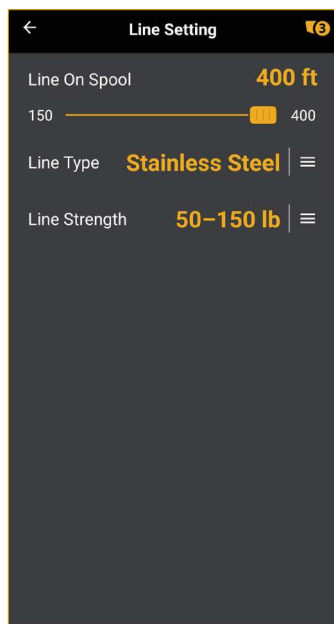 Line Setting
3
Line On Spool 400 ft
150 400
Line Type Stainless Steel
Line Strength 50–150 lb